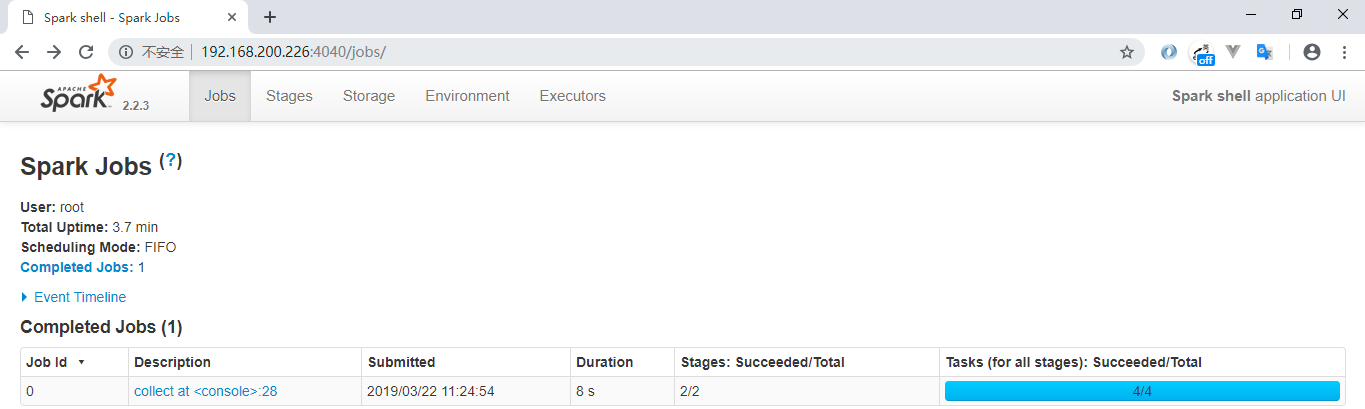 Spark shell - Spark Jobs
不安全 192.168.200.226:4040/jobs/
off
APACHE Spark 2.2.3 Jobs Stages Storage Environment Executors Spark shell application UI
Spark Jobs (?)
User: root
Total Uptime: 3.7 min
Scheduling Mode: FIFO
Completed Jobs: 1
Event Timeline
Completed Jobs (1)
Job Id Description Submitted Duration Stages: Succeeded/Total Tasks (for all stages): Succeeded/Total
0 collect at <console>:28 2019/03/22 11:24:54 8 s 2/2 4/4